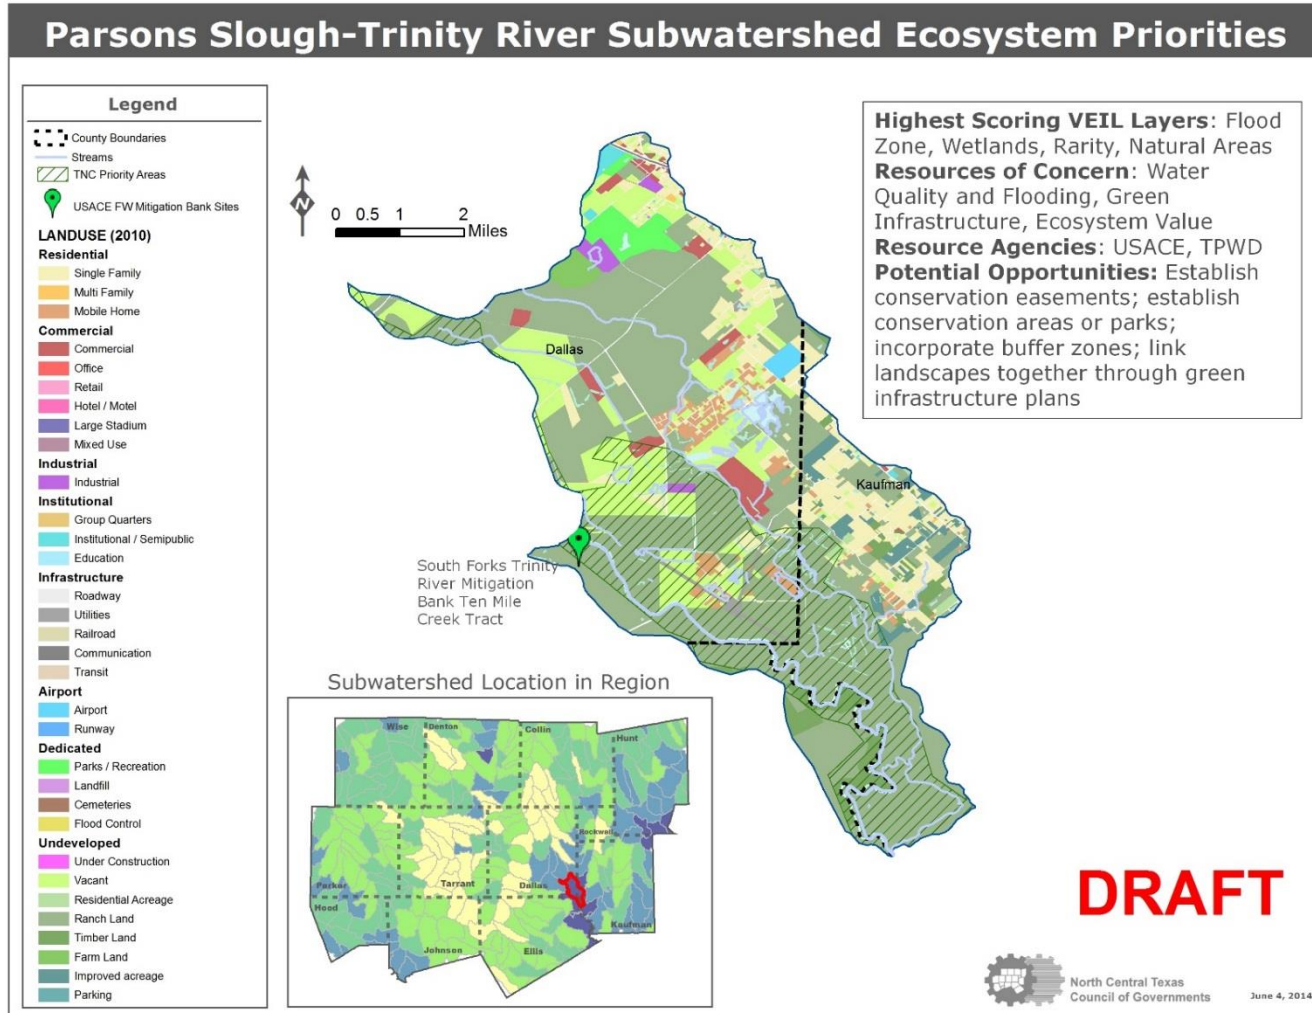 Parsons Slough-Trinity River Subwatershed Ecosystem Priorities
Legend
County Boundaries
Streams
TNC Priority Areas
USACE FW Mitigation Bank Sites
LANDUSE (2010)
Residential
Single Family
Multi Family
Mobile Home
Commercial
Commercial
Office
Retail
Hotel / Motel
Large Stadium
Mixed Use
Industrial
Industrial
Institutional
Group Quarters
Institutional / Semipublic
Education
Infrastructure
Roadway
Utilities
Railroad
Communication
Transit
Airport
Airport
Runway
Dedicated
Parks / Recreation
Landfill
Cemeteries
Flood Control
Undeveloped
Under Construction
Vacant
Residential Acreage
Ranch Land
Timber Land
Farm Land
Improved acreage
Parking
N
0 0.5 1 2
Miles
Dallas
Kaufman
South Forks Trinity
River Mitigation
Bank Ten Mile
Creek Tract
Highest Scoring VEIL Layers: Flood
Zone, Wetlands, Rarity, Natural Areas
Resources of Concern: Water
Quality and Flooding, Green
Infrastructure, Ecosystem Value
Resource Agencies: USACE, TPWD
Potential Opportunities: Establish
conservation easements; establish
conservation areas or parks;
incorporate buffer zones; link
landscapes together through green
infrastructure plans
Subwatershed Location in Region
Wise Denton Collin Hunt
Rockwall
Parker Tarrant Dallas
Hood Kaufman
Johnson Ellis
DRAFT
North Central Texas
Council of Governments
June 4, 2014